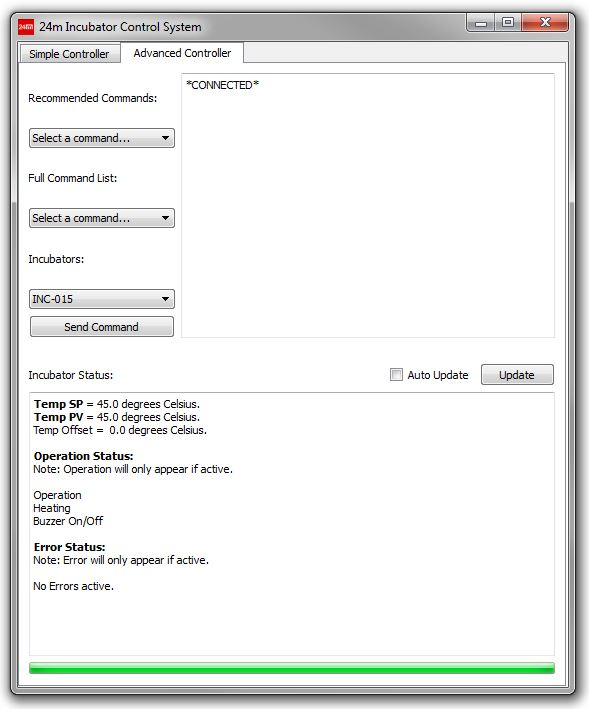 24m 24m Incubator Control System
Simple Controller Advanced Controller
*CONNECTED*
Recommended Commands:
Select a command...
Full Command List:
Select a command...
Incubators:
INC-015
Send Command
Incubator Status: Auto Update Update
Temp SP = 45.0 degrees Celsius.
Temp PV = 45.0 degrees Celsius.
Temp Offset = 0.0 degrees Celsius.
Operation Status:
Note: Operation will only appear if active.
Operation
Heating
Buzzer On/Off
Error Status:
Note: Error will only appear if active.
No Errors active.